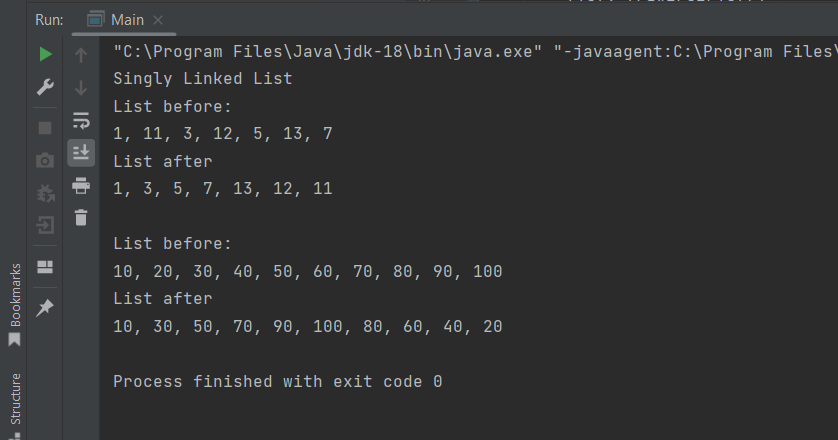 Run: Main
"C:\Program Files\Java\jdk-18\bin\java.exe" "-javaagent:C:\Program Files\
Singly Linked List
List before:
1, 11, 3, 12, 5, 13, 7
List after
1, 3, 5, 7, 13, 12, 11
List before:
10, 20, 30, 40, 50, 60, 70, 80, 90, 100
List after
10, 30, 50, 70, 90, 100, 80, 60, 40, 20
Process finished with exit code 0
Bookmarks
Structure